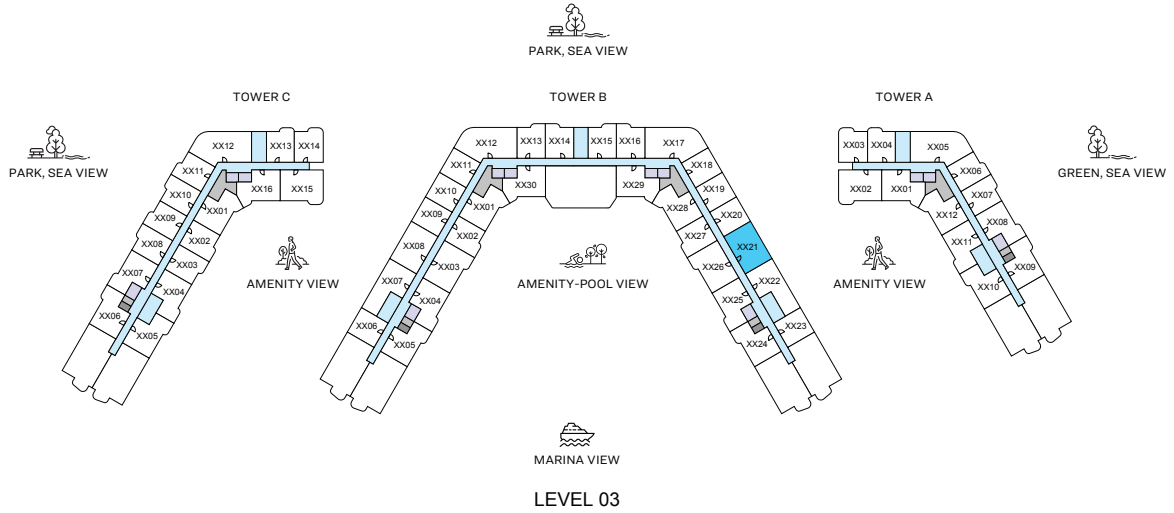 PARK, SEA VIEW
TOWER C
TOWER B
TOWER A
PARK, SEA VIEW
GREEN, SEA VIEW
XX12
XX13
XX14
XX11
XX10
XX09
XX08
XX07
XX06
XX05
XX04
XX03
XX02
XX01
XX16
XX15
AMENITY VIEW
XX12
XX13
XX14
XX15
XX16
XX17
XX11
XX10
XX09
XX08
XX07
XX06
XX05
XX04
XX03
XX02
XX01
XX30
XX29
XX28
XX27
XX26
XX25
XX24
XX18
XX19
XX20
XX21
XX22
XX23
AMENITY-POOL VIEW
AMENITY VIEW
XX03
XX04
XX05
XX02
XX01
XX06
XX07
XX08
XX09
XX12
XX11
XX10
MARINA VIEW
LEVEL 03